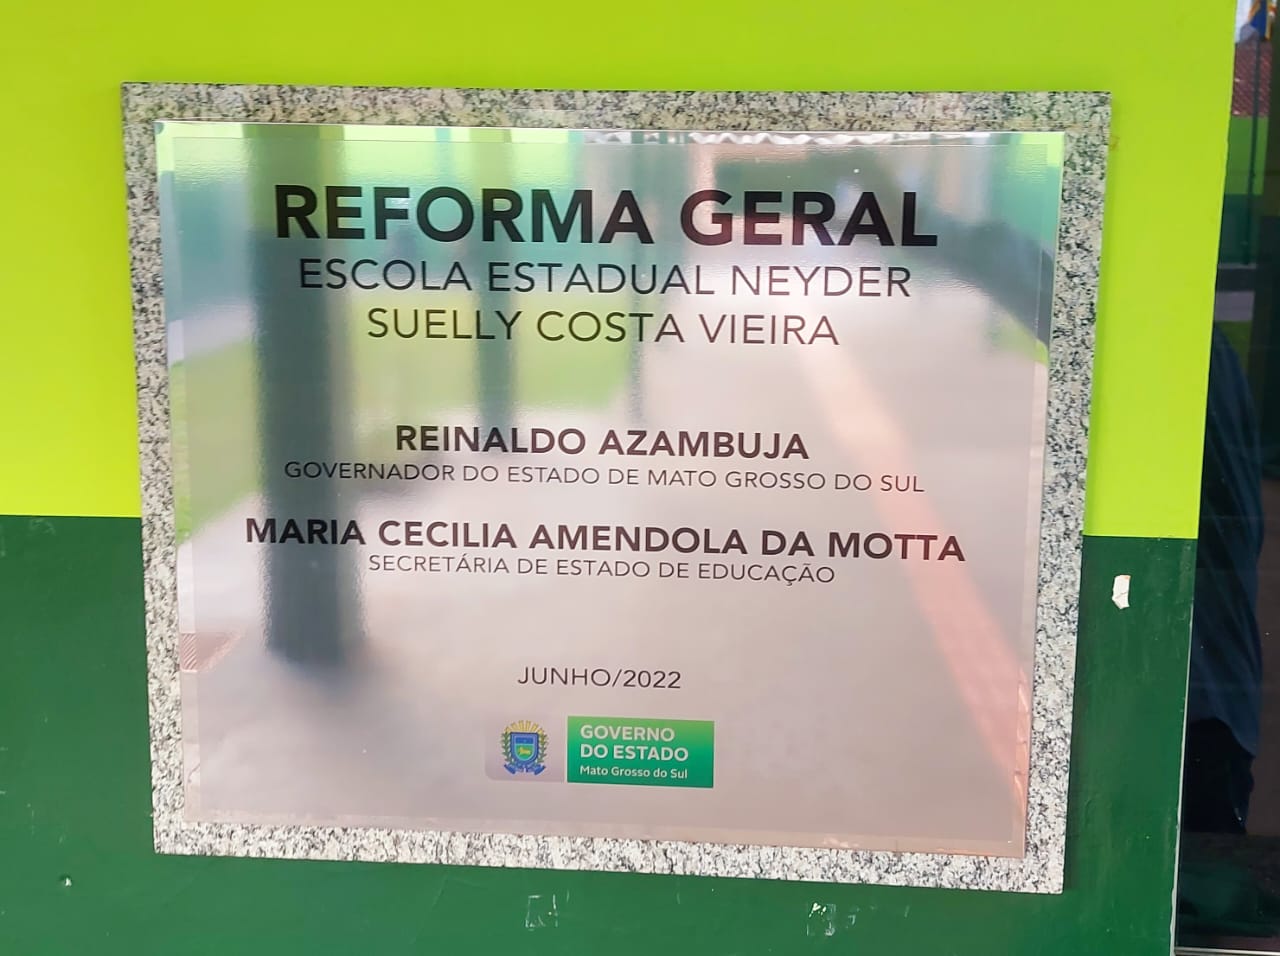 REFORMA GERAL
ESCOLA ESTADUAL NEYDER
SUELLY COSTA VIEIRA
REINALDO AZAMBUJA
GOVERNADOR DO ESTADO DE MATO GROSSO DO SUL
MARIA CECILIA AMENDOLA DA MOTTA
SECRETÁRIA DE ESTADO DE EDUCAÇÃO
JUNHO/2022
GOVERNO
DO ESTADO
Mato Grosso do Sul